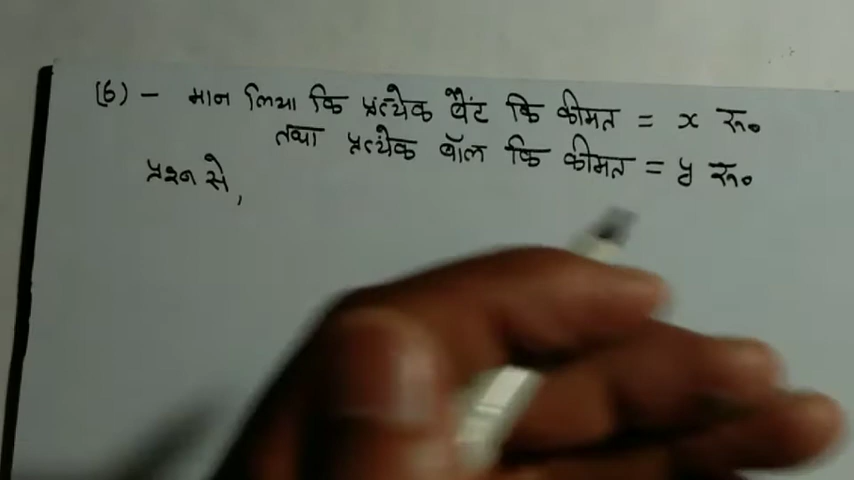 (6) - मान लिया कि प्रत्येक बैंट कि कीमत = x रू०
तथा प्रत्येक बॉल कि कीमत = y रू०
प्रश्न से,